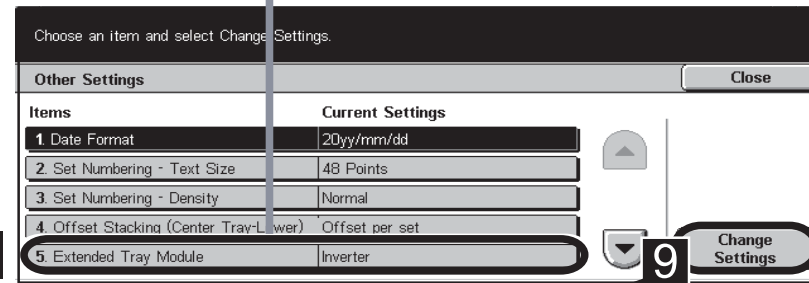 Choose an item and select Change Settings.
Other Settings
Close
Items Current Settings
1. Date Format 20yy/mm/dd
2. Set Numbering - Text Size 48 Points
3. Set Numbering - Density Normal
4. Offset Stacking (Center Tray-Lower) Offset per set
5. Extended Tray Module Inverter
9
Change
Settings